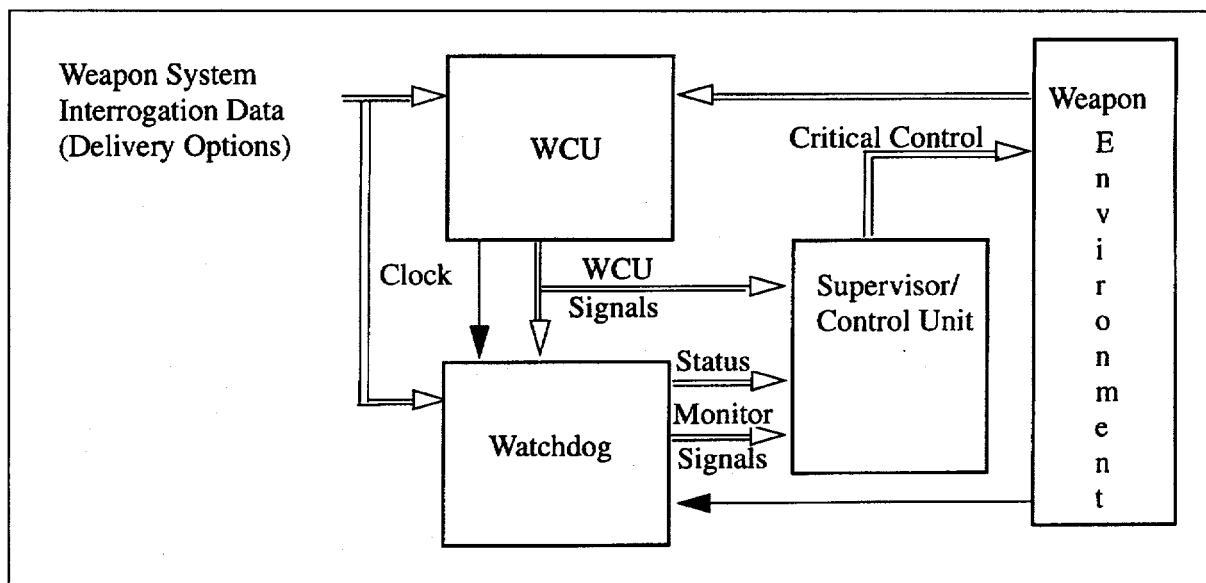 Weapon System
Interrogation Data
(Delivery Options)
WCU
Weapon
E
n
v
i
r
o
n
m
e
n
t
Critical Control
Clock
WCU
Signals
Supervisor/
Control Unit
Status
Monitor
Signals
Watchdog